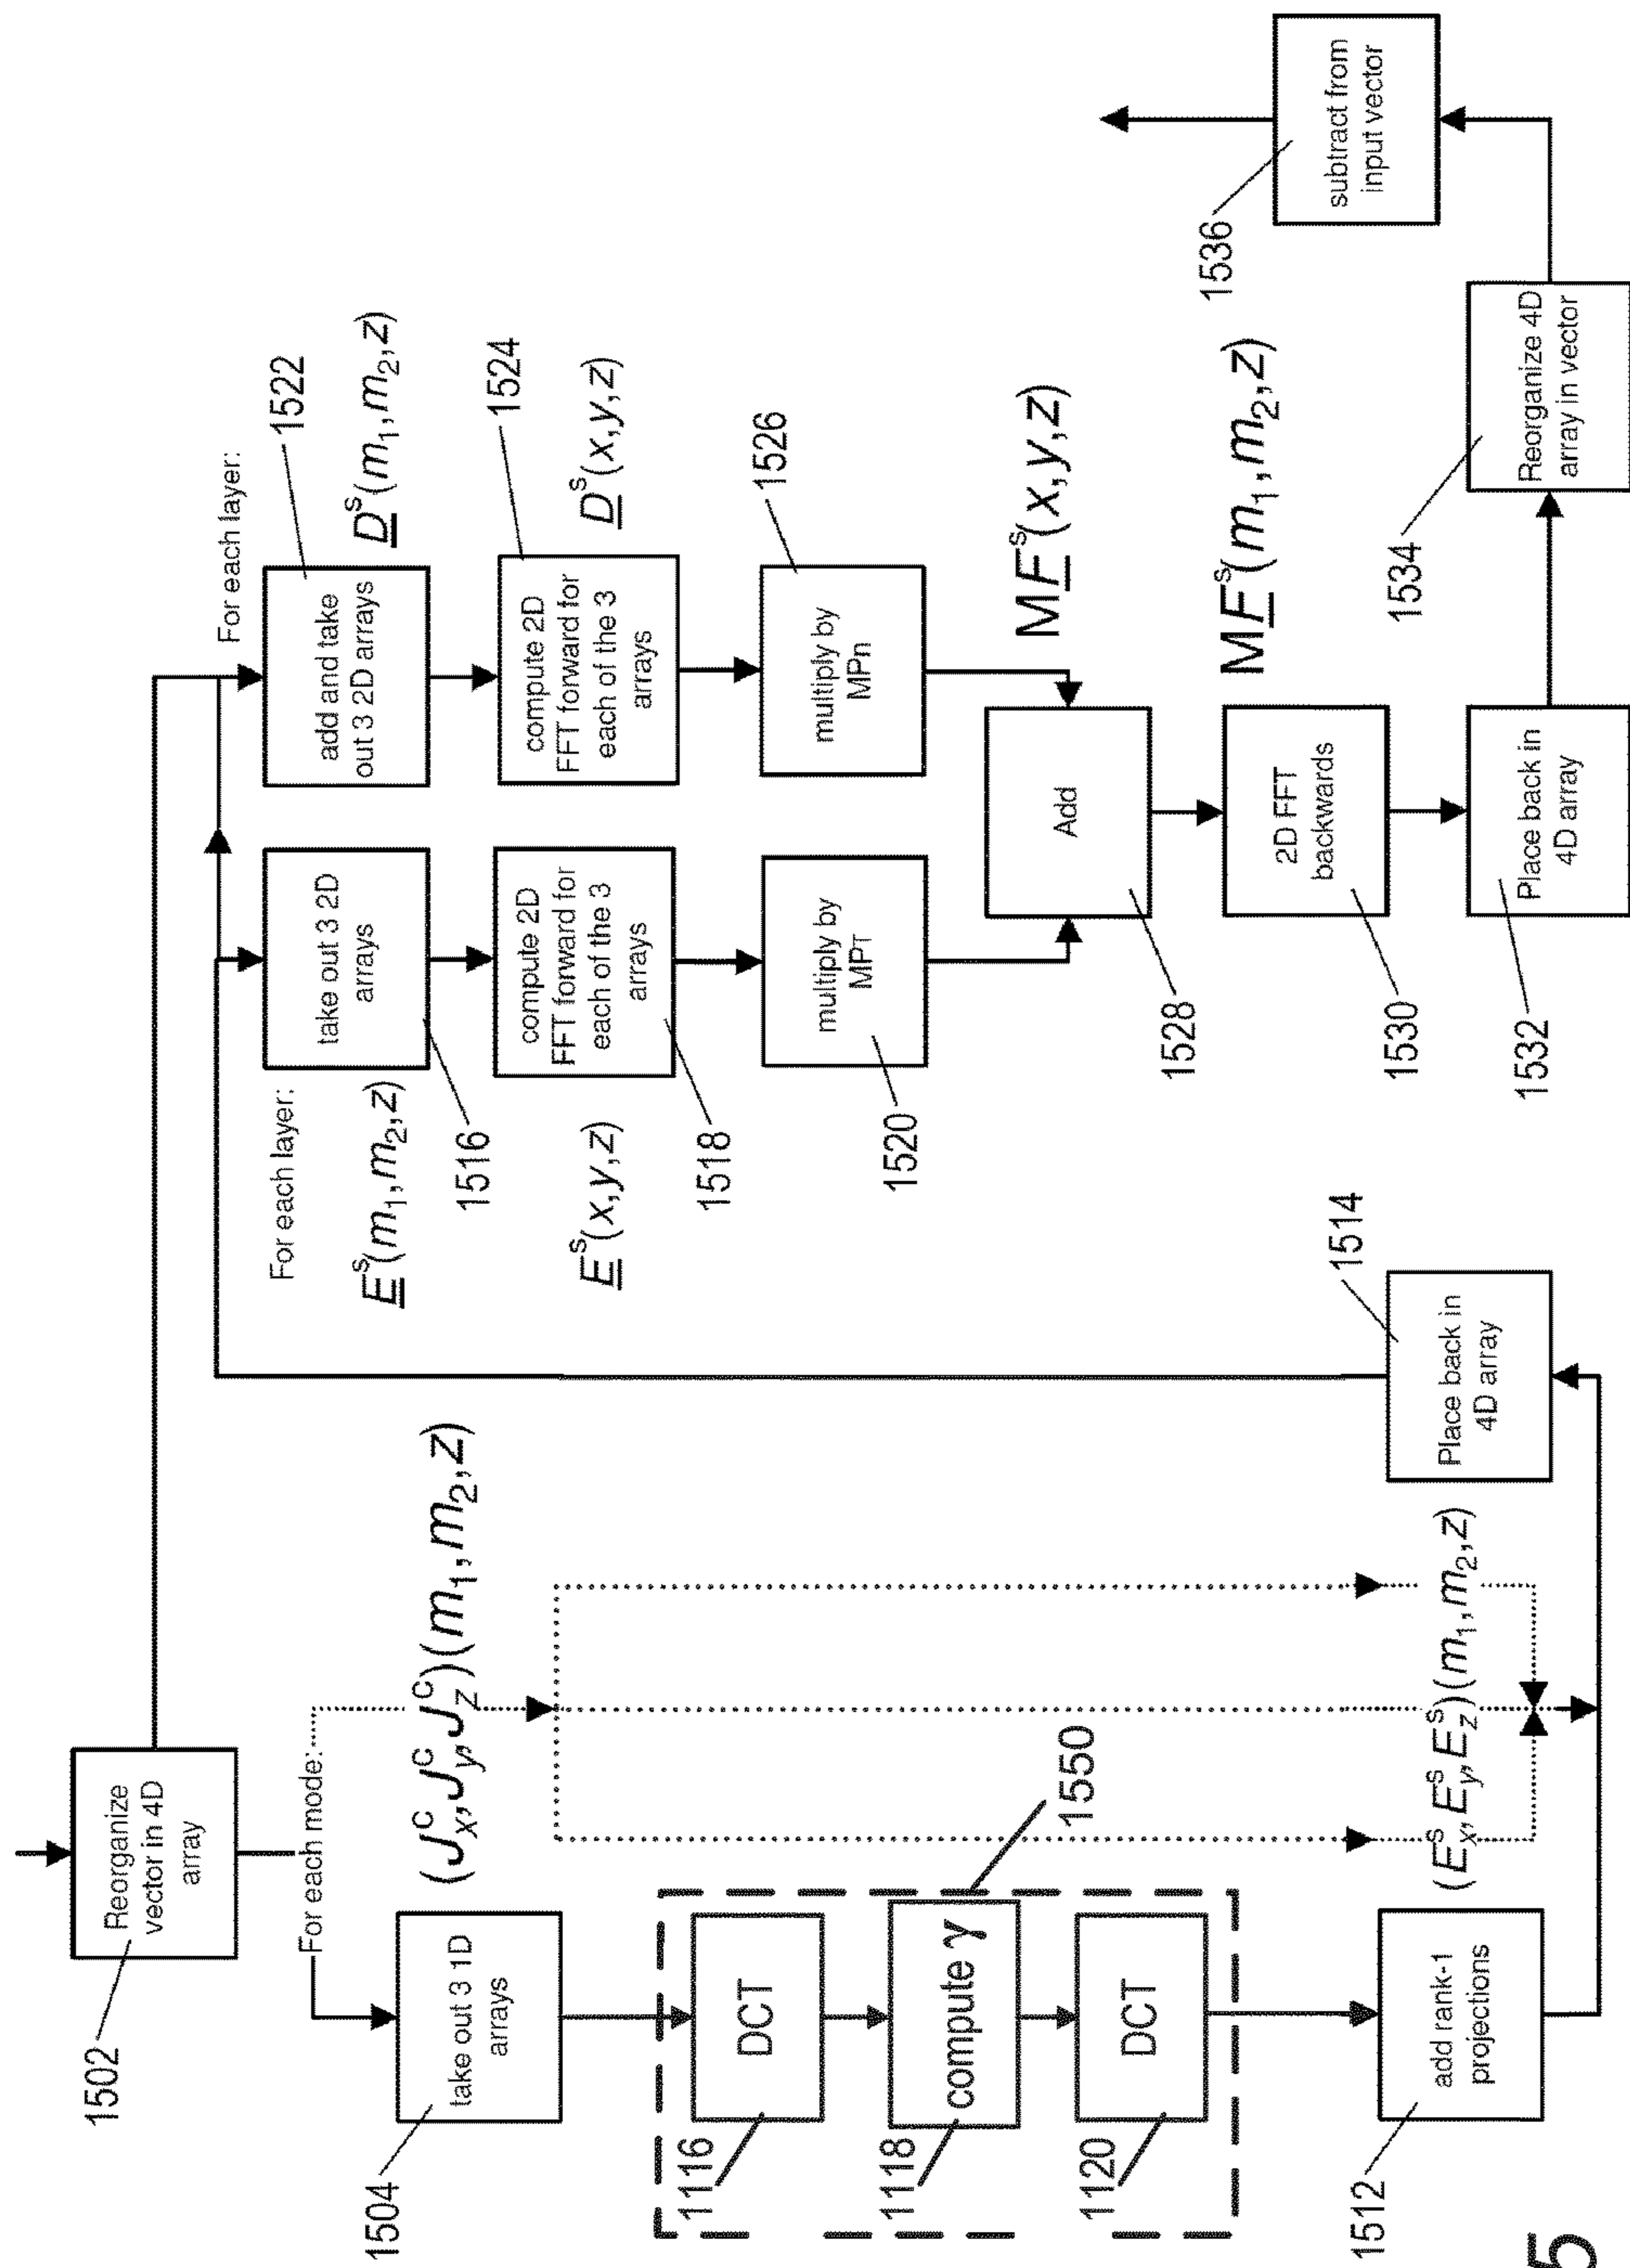 1502
Reorganize
vector in 4D
array
For each mode:
1504
take out 3 1D
arrays
(J_x^C, J_y^C, J_z^C)(m_1, m_2, z)
1550
1116
DCT
1118
compute γ
1120
DCT
1512
add rank-1
projections
(E_x^S, E_y^S, E_z^S)(m_1, m_2, z)
1514
Place back in
4D array
For each layer:
E^S(m_1, m_2, z)
1516
take out 3 2D
arrays
E^S(x,y,z)
1518
compute 2D
FFT forward for
each of the 3
arrays
1520
multiply by
MPT
For each layer:
1522
add and take
out 3 2D arrays
D^S(m_1, m_2, z)
1524
compute 2D
FFT forward for
each of the 3
arrays
D^S(x,y,z)
1526
multiply by
MPn
MF^S(x,y,z)
1528
Add
MF^S(m_1, m_2, z)
1530
2D FFT
backwards
1532
Place back in
4D array
1534
Reorganize 4D
array in vector
1536
subtract from
input vector
5